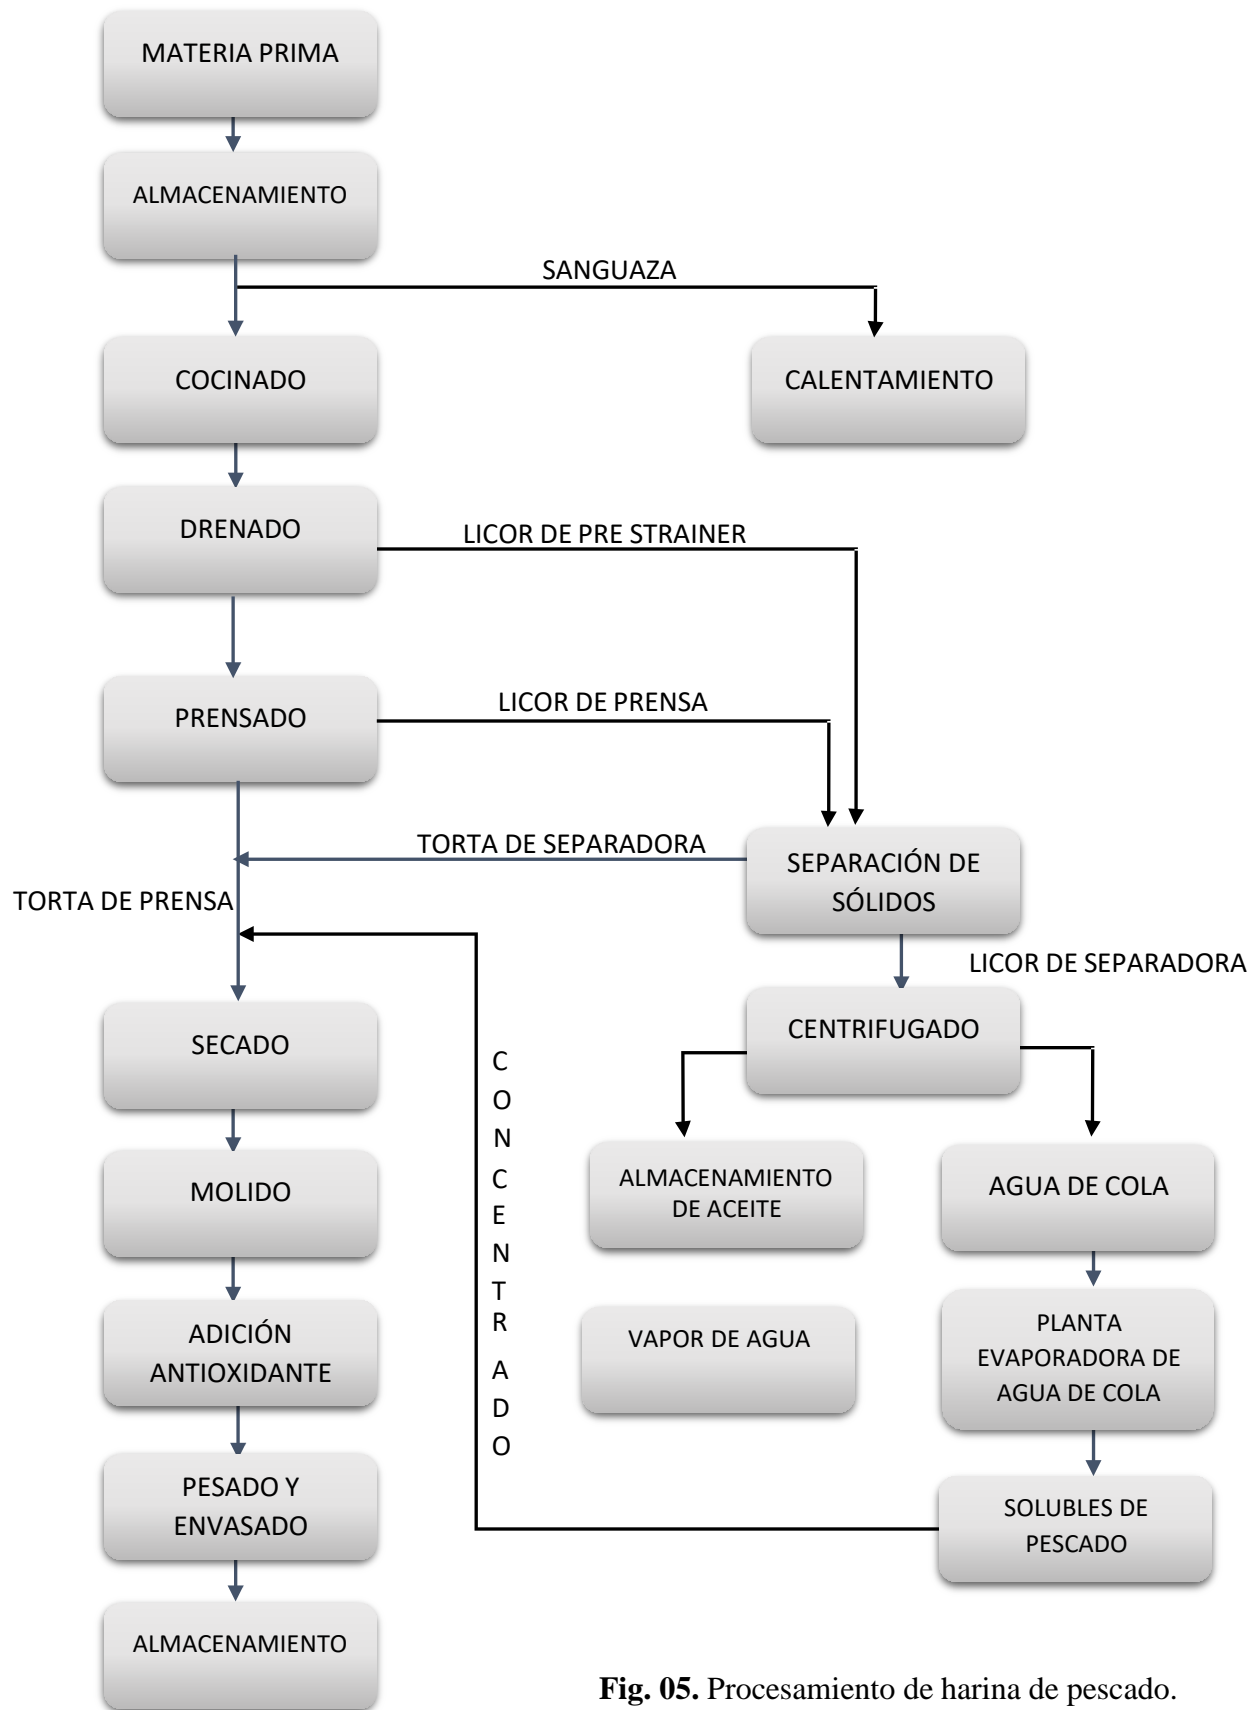 MATERIA PRIMA
ALMACENAMIENTO
SANGUAZA
COCINADO
CALENTAMIENTO
DRENADO
LICOR DE PRE STRAINER
PRENSADO
LICOR DE PRENSA
TORTA DE SEPARADORA
SEPARACIÓN DE
SÓLIDOS
TORTA DE PRENSA
LICOR DE SEPARADORA
SECADO
CENTRIFUGADO
C
O
N
C
E
N
T
R
A
D
O
MOLIDO
ALMACENAMIENTO
DE ACEITE
AGUA DE COLA
ADICIÓN
ANTIOXIDANTE
VAPOR DE AGUA
PLANTA
EVAPORADORA DE
AGUA DE COLA
PESADO Y
ENVASADO
SOLUBLES DE
PESCADO
ALMACENAMIENTO
Fig. 05. Procesamiento de harina de pescado.